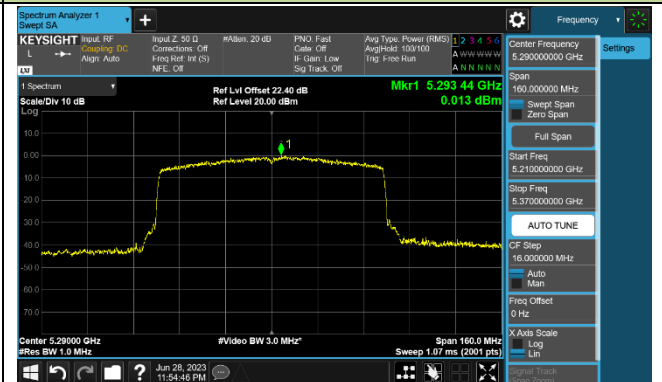 Spectrum Analyzer 1
Swept SA
+
Frequency
KEYSIGHT
L
Input: RF
Coupling: DC
Align: Auto
Input Z: 50 Ω
Corrections: Off
Freq Ref: Int (S)
NFE: Off
#Atten: 20 dB
PNO: Fast
Gate: Off
IF Gain: Low
Sig Track: Off
Avg Type: Power (RMS)
Avg|Hold: 100/100
Trig: Free Run
1 2 3 4 5 6
A W W W W W
A N N N N N
LXI
1 Spectrum
Scale/Div 10 dB
Log
Ref Lvl Offset 22.40 dB
Ref Level 20.00 dBm
Mkr1 5.293 44 GHz
0.013 dBm
1
10.0
0.00
-10.0
-20.0
-30.0
-40.0
-50.0
-60.0
-70.0
Center 5.29000 GHz
#Res BW 1.0 MHz
#Video BW 3.0 MHz*
Span 160.0 MHz
Sweep 1.07 ms (2001 pts)
Center Frequency
5.290000000 GHz
Settings
Span
160.000000 MHz
Swept Span
Zero Span
Full Span
Start Freq
5.210000000 GHz
Stop Freq
5.370000000 GHz
AUTO TUNE
CF Step
16.000000 MHz
Auto
Man
Freq Offset
0 Hz
X Axis Scale
Log
Lin
Signal Track
(Span Zoom)
?
Jun 28, 2023
11:54:46 PM